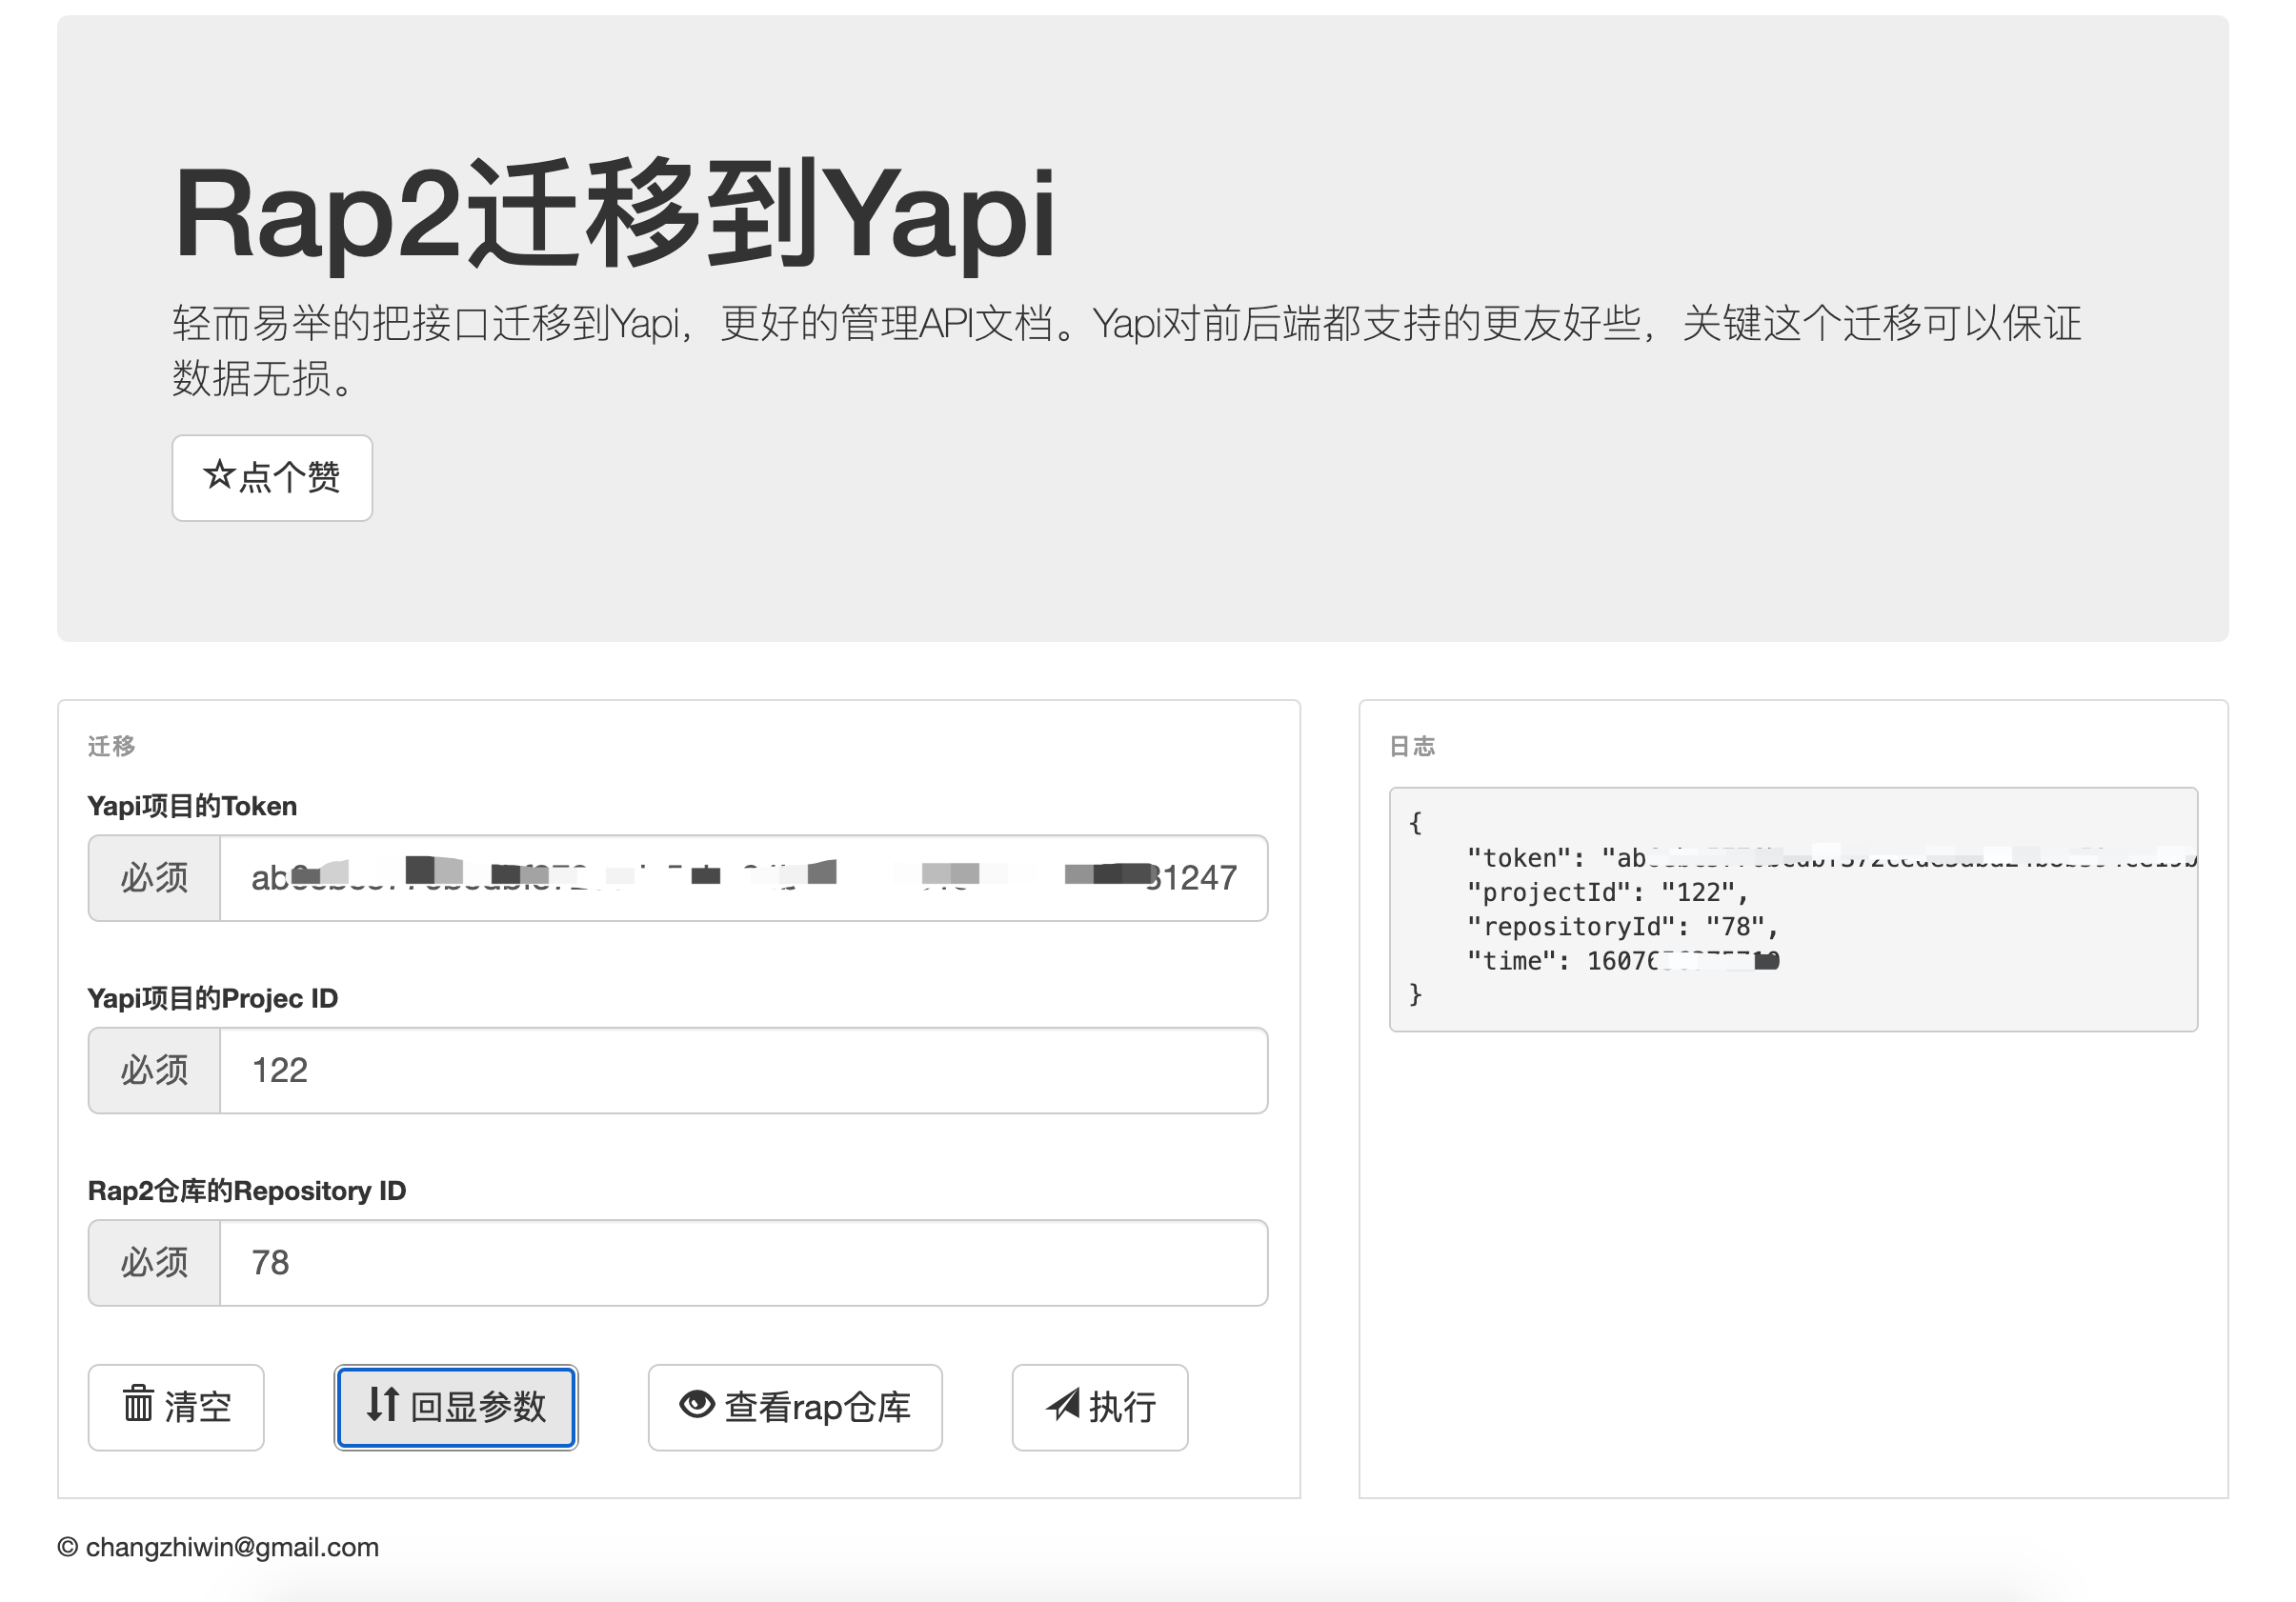 Rap2迁移到Yapi
轻而易举的把接口迁移到Yapi，更好的管理API文档。Yapi对前后端都支持的更友好些，关键这个迁移可以保证
数据无损。
☆点个赞
迁移
Yapi项目的Token
必须
Yapi项目的Projec ID
必须 122
Rap2仓库的Repository ID
必须 78
清空 回显参数 查看rap仓库 执行
日志
{
"token":
"projectId": "122",
"repositoryId": "78",
"time":
}
© changzhiwin@gmail.com